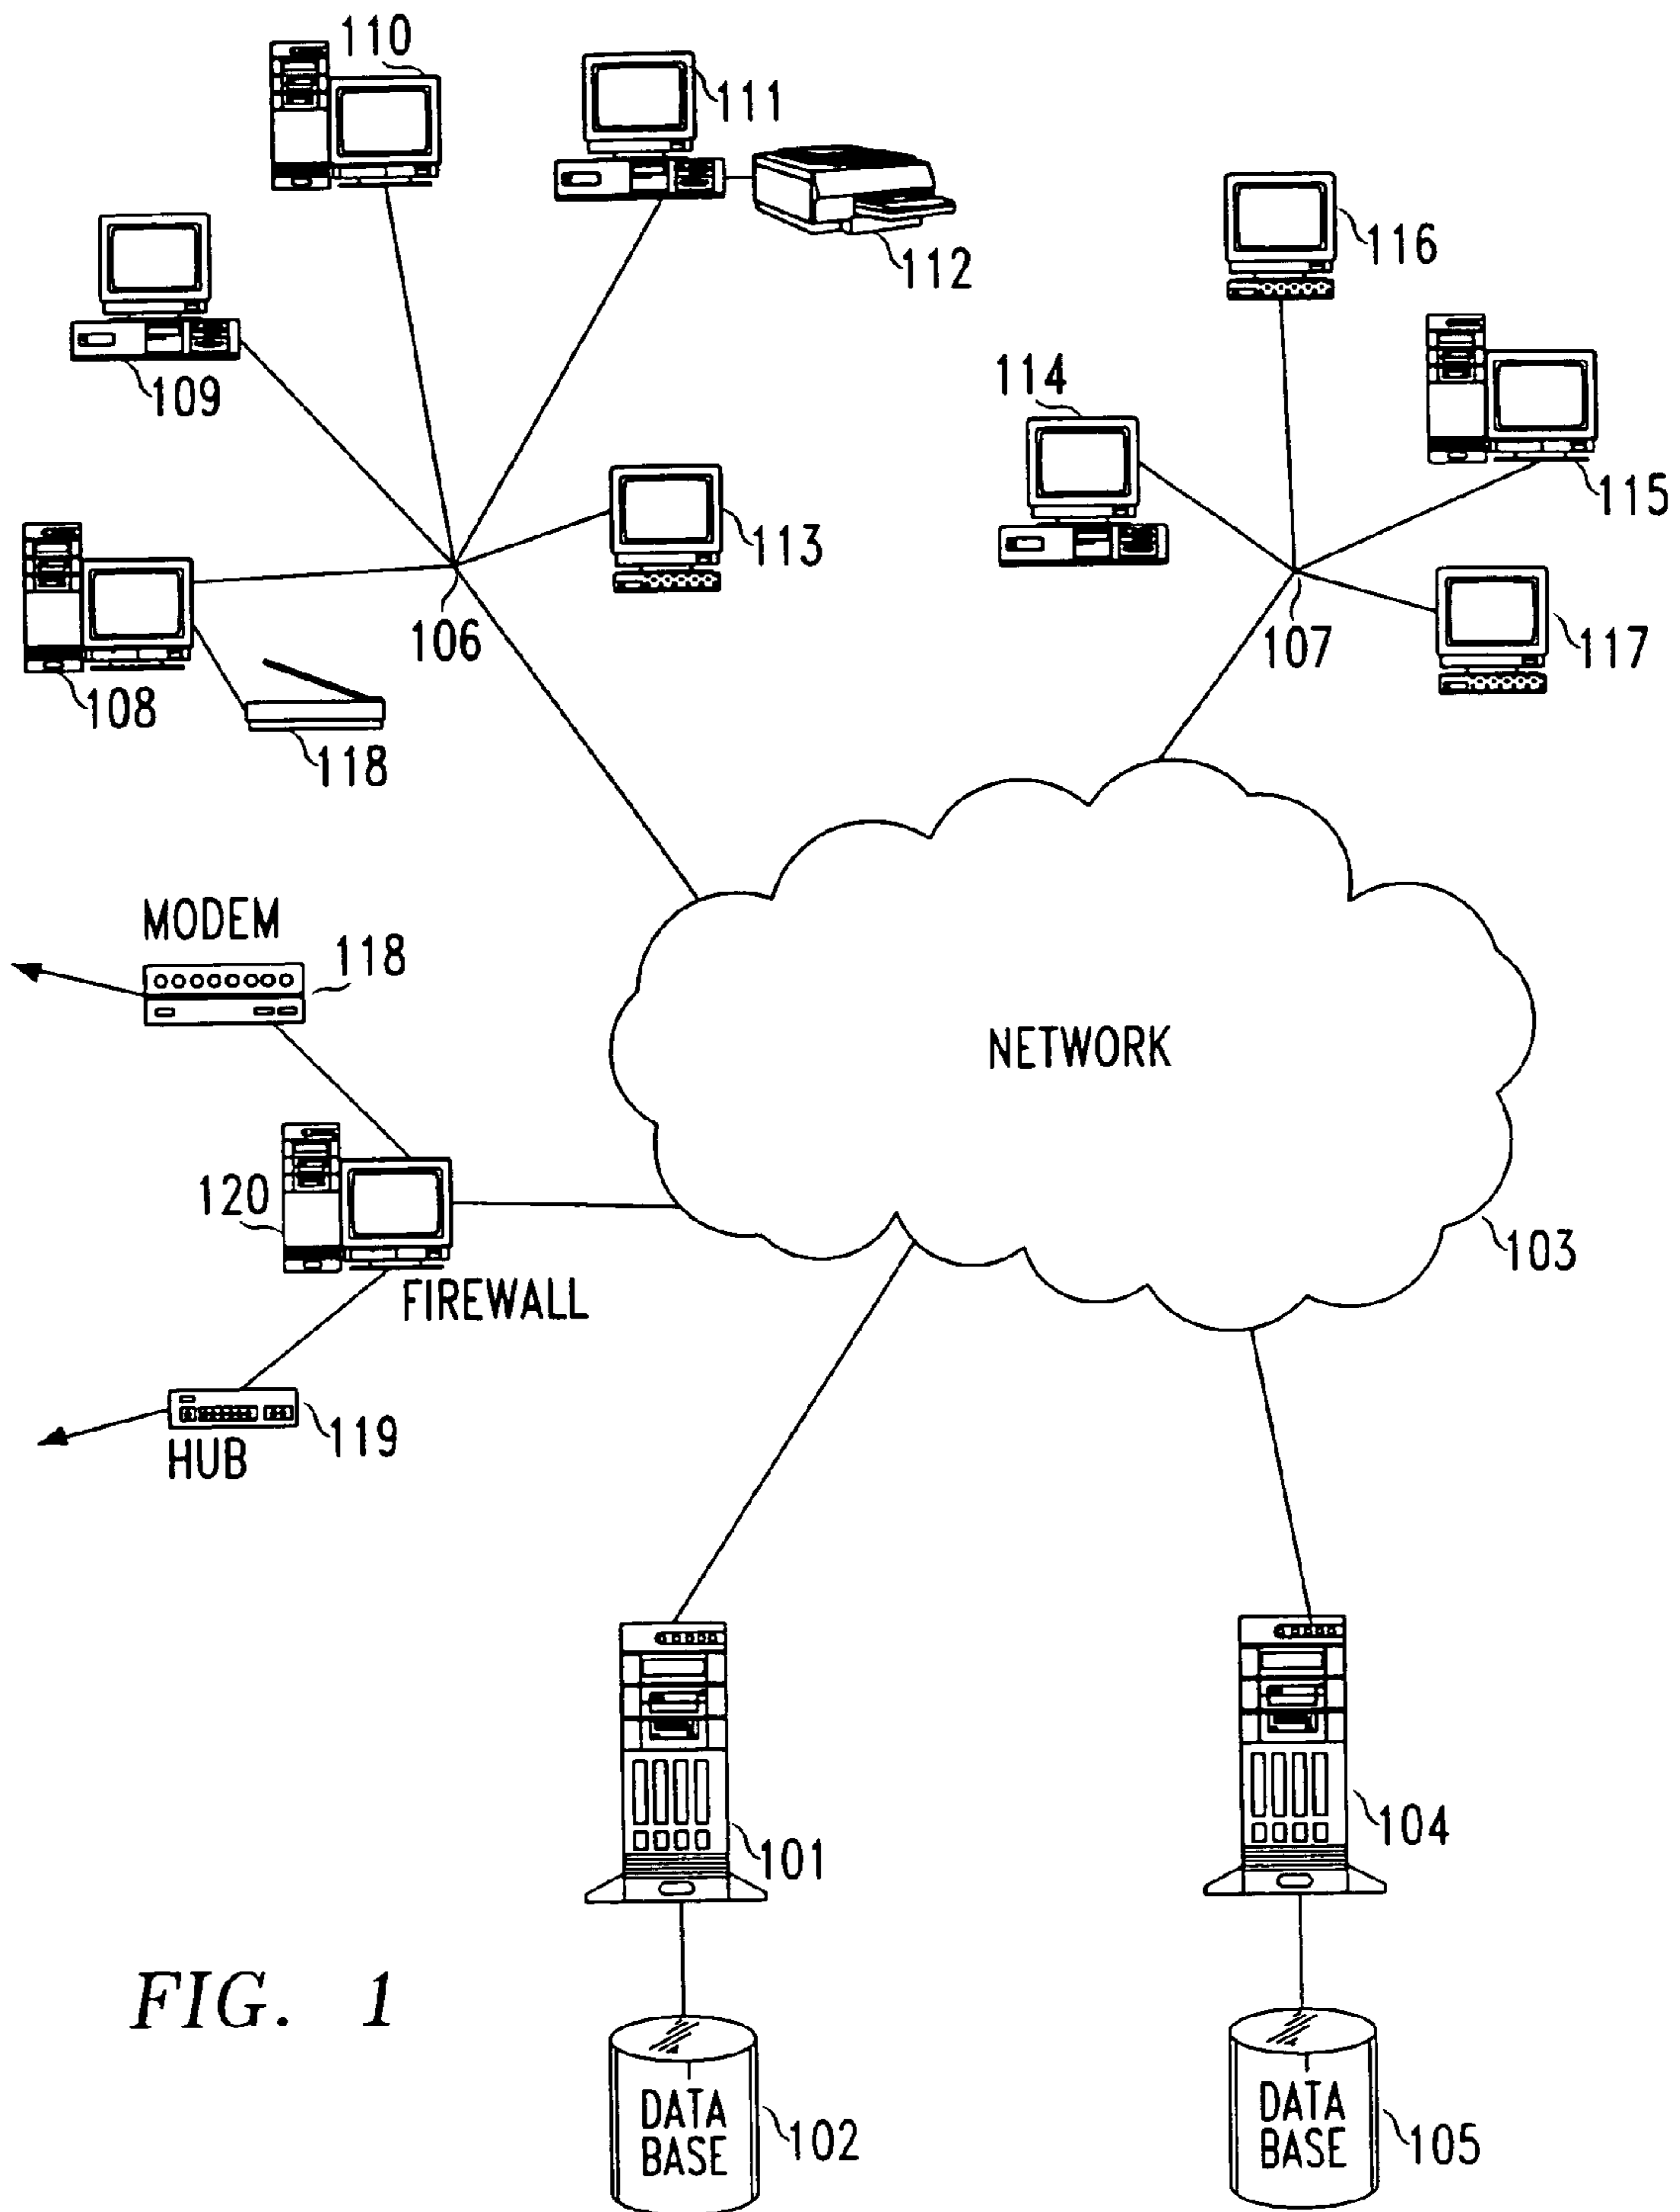 110
111
112
116
109
114
115
113
106
107
117
108
118
MODEM
118
NETWORK
120
103
FIREWALL
119
HUB
104
101
FIG. 1
DATA
BASE
102
DATA
BASE
105